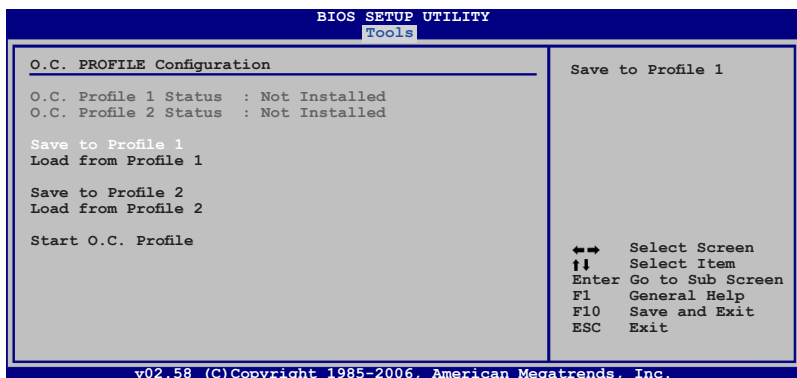 BIOS SETUP UTILITY
Tools
O.C. PROFILE Configuration
O.C. Profile 1 Status : Not Installed
O.C. Profile 2 Status : Not Installed
Save to Profile 1
Load from Profile 1
Save to Profile 2
Load from Profile 2
Start O.C. Profile
Save to Profile 1
←→ Select Screen
↑↓ Select Item
Enter Go to Sub Screen
F1 General Help
F10 Save and Exit
ESC Exit
v02.58 (C)Copyright 1985-2006, American Megatrends, Inc.